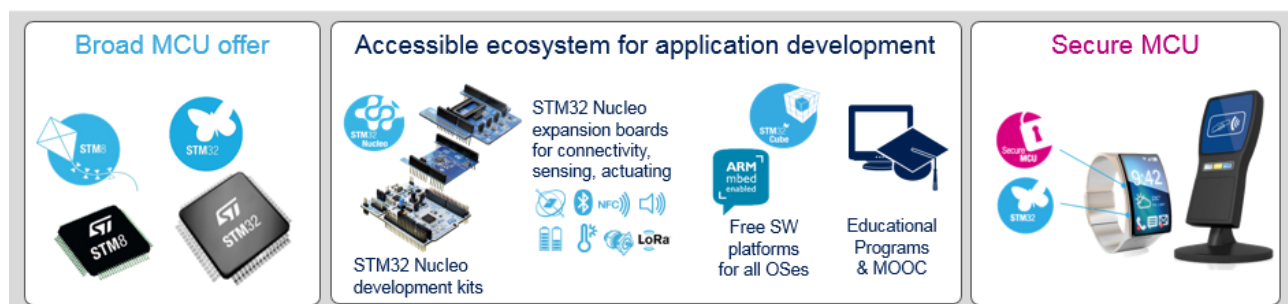 Broad MCU offer
STM8
STM32
STM8
STM32
Accessible ecosystem for application development
STM32
Nucleo
STM32 Nucleo
development kits
STM32 Nucleo
expansion boards
for connectivity,
sensing, actuating
NFC
LoRa
STM32
Cube
ARM
mbed
enabled
Free SW
platforms
for all OSes
Educational
Programs
& MOOC
Secure MCU
Secure
MCU
STM32
9:42